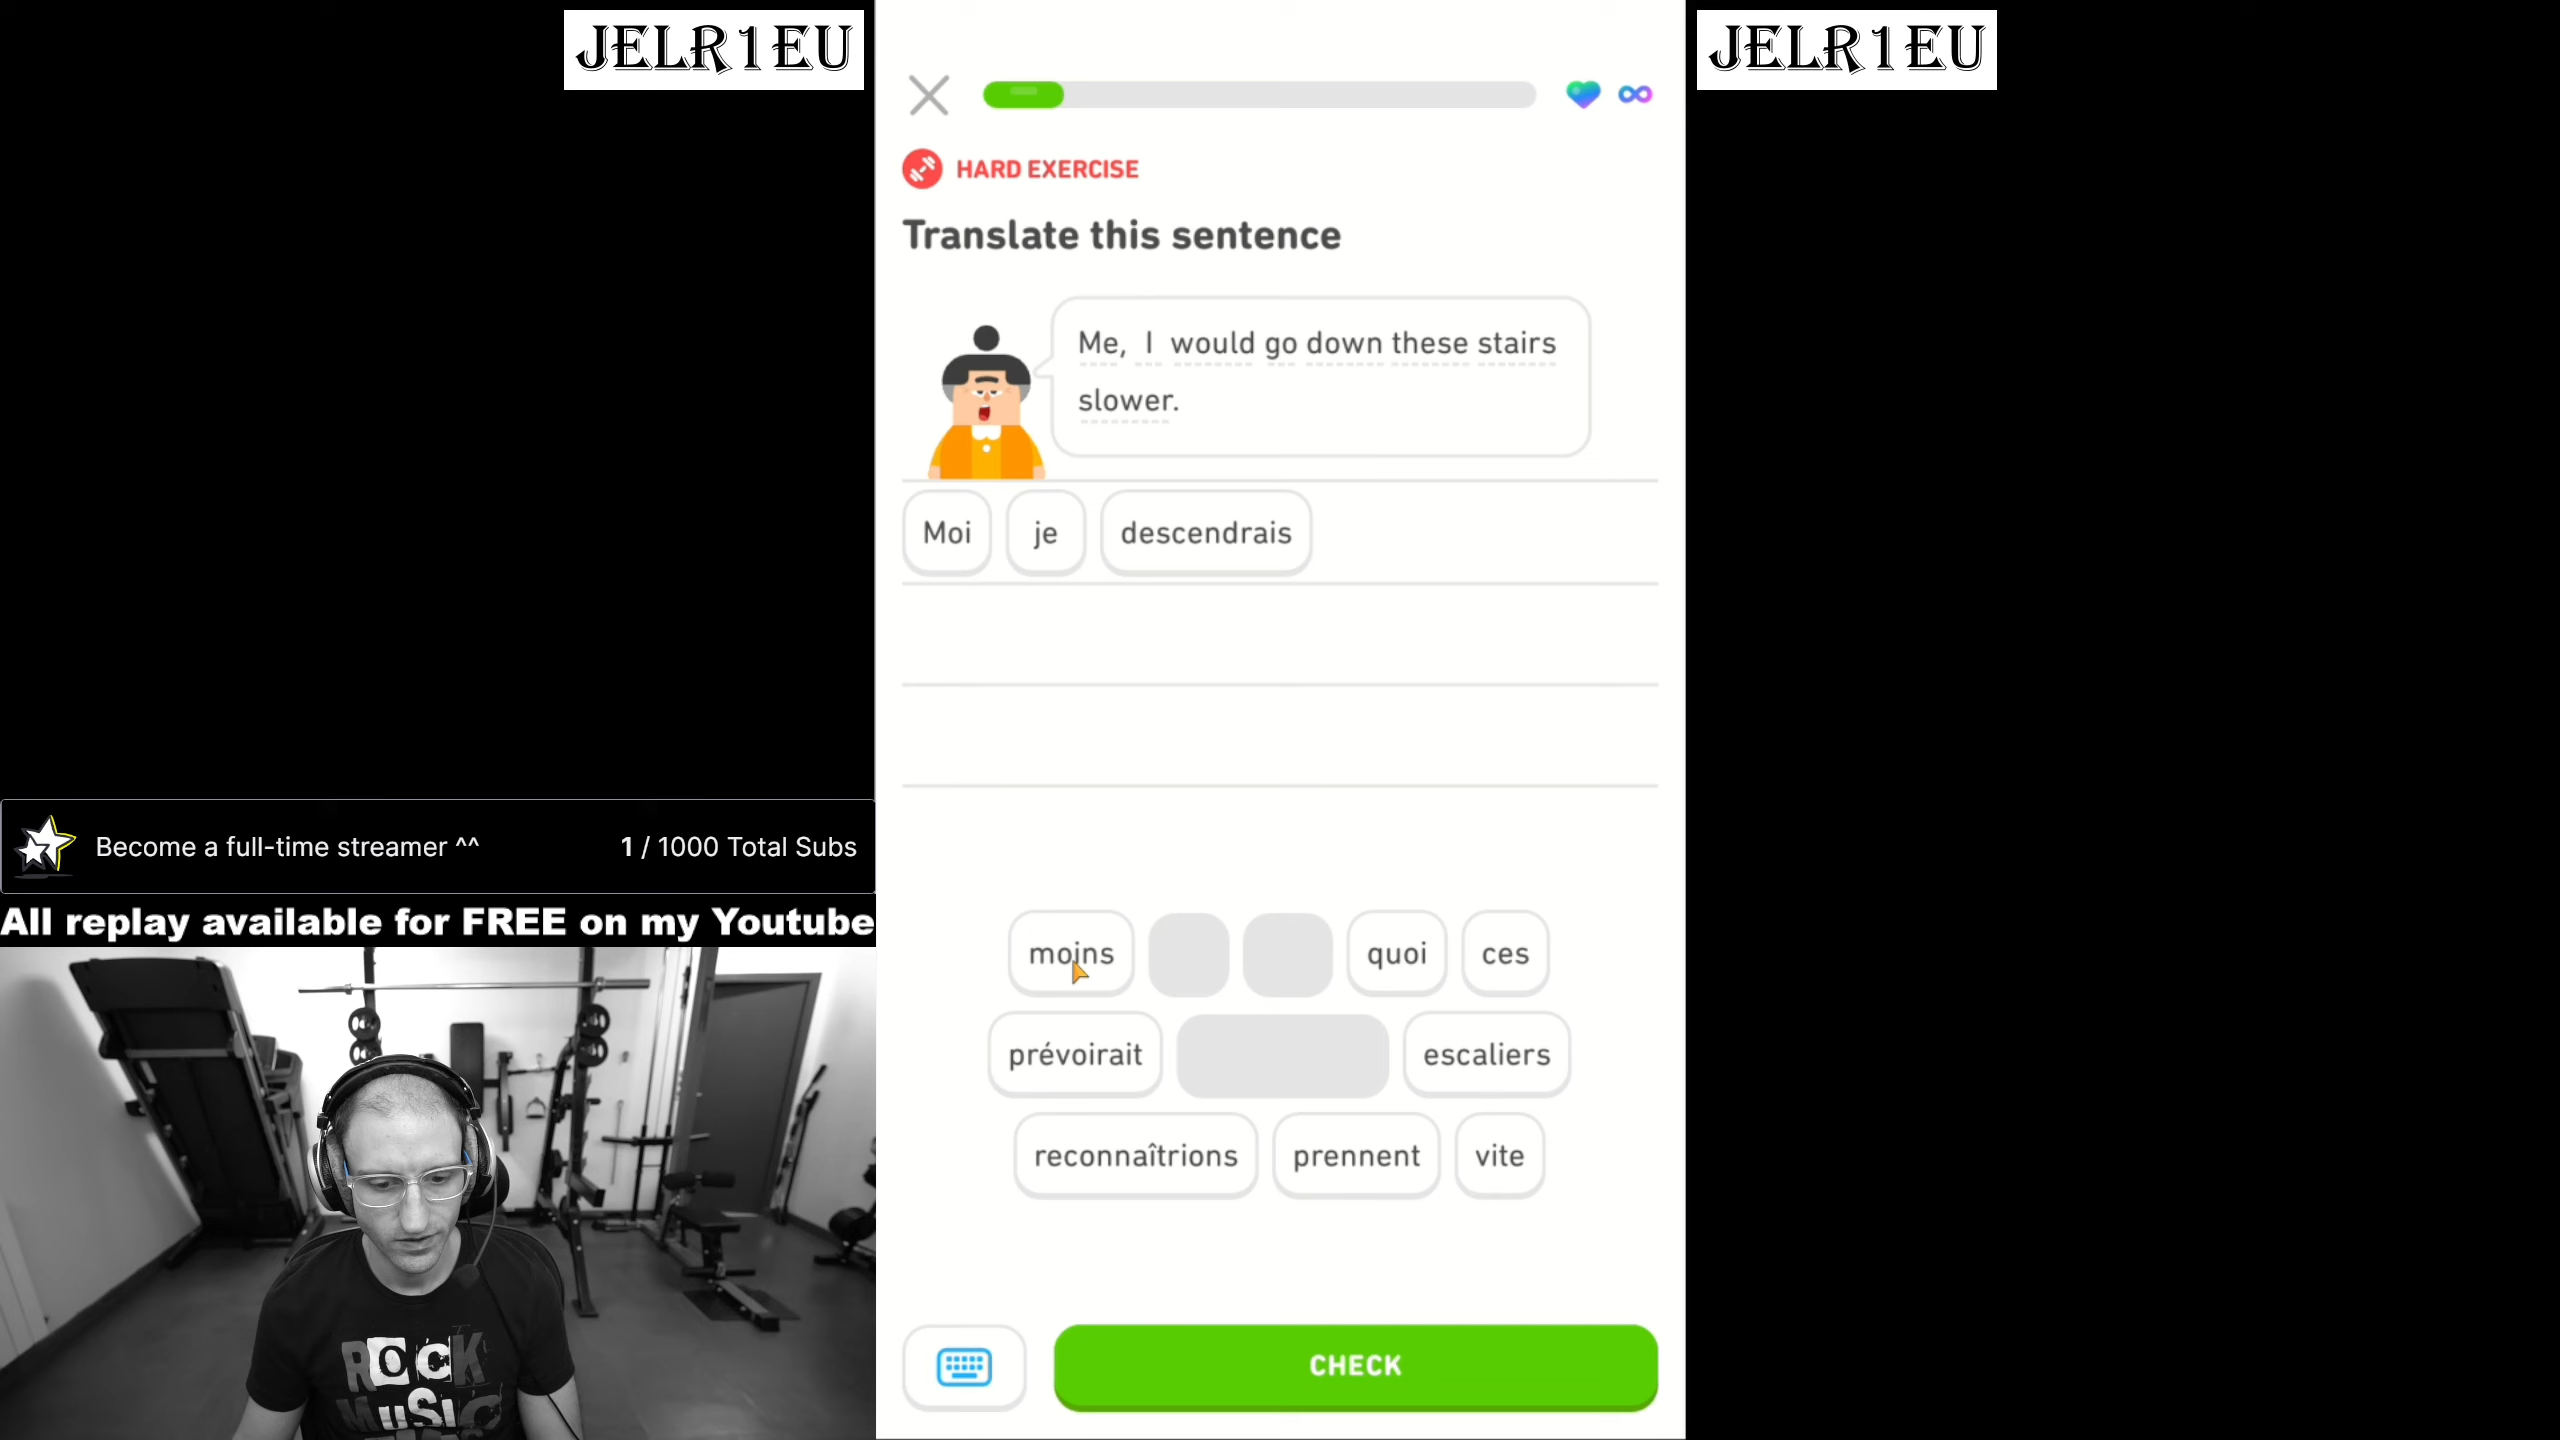 JELR1EU
JELR1EU
HARD EXERCISE
Translate this sentence
Me, I would go down these stairs
slower.
Moi je descendrais
moins quoi ces
prévoirait escaliers
reconnaîtrions prennent vite
CHECK
Become a full-time streamer ^^ 1 / 1000 Total Subs
All replay available for FREE on my Youtube
ROCK
MUSIC